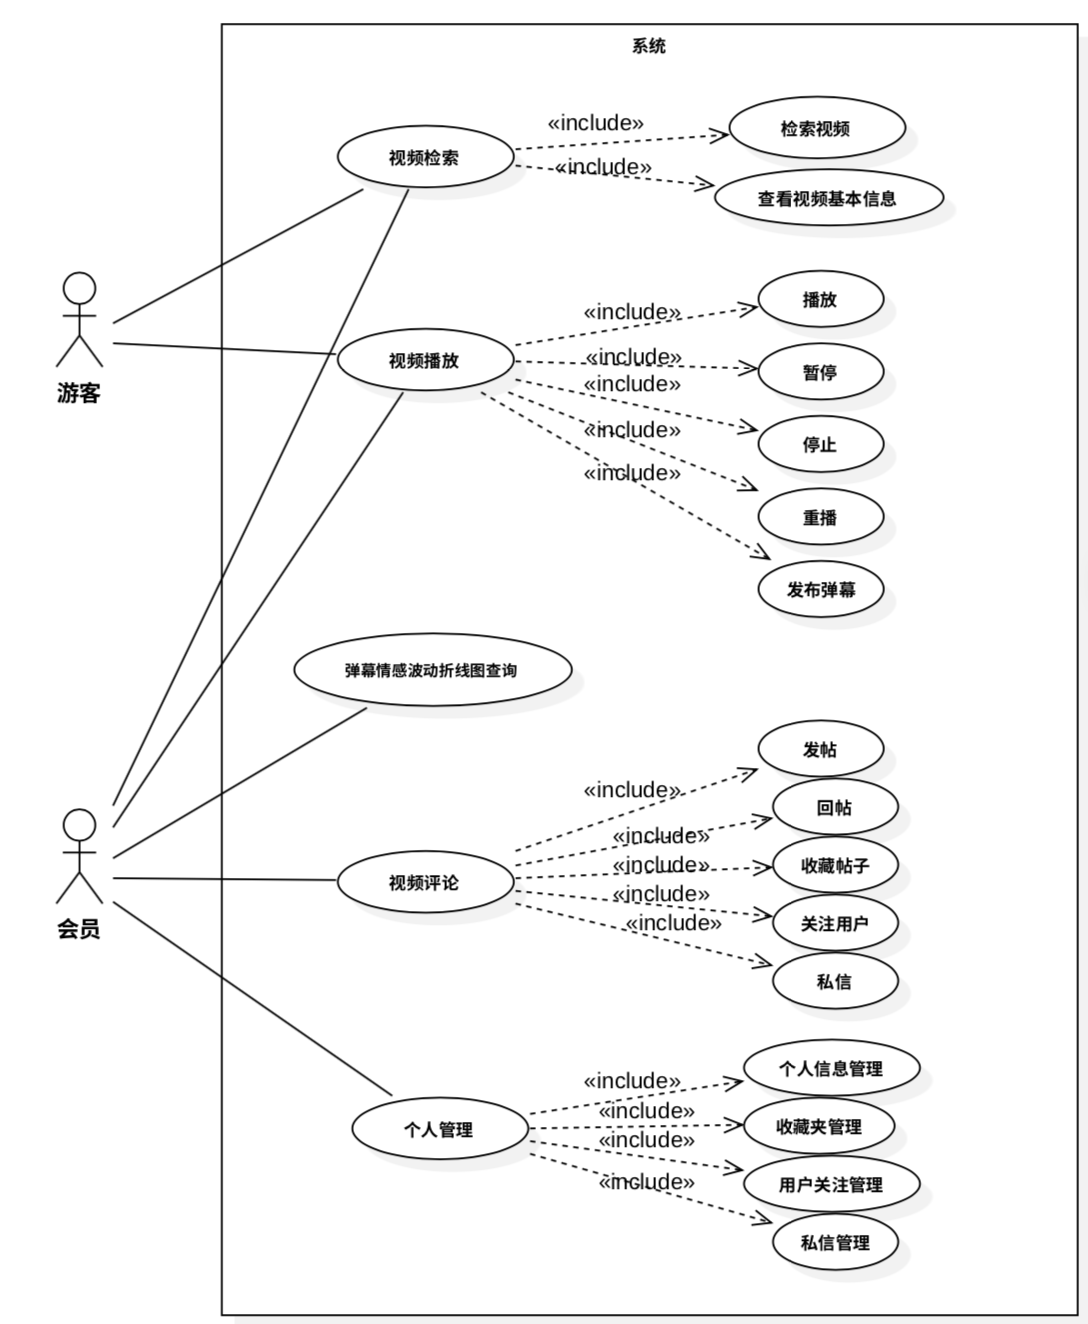 系统
«include»
检索视频
视频检索
«include»
查看视频基本信息
游客
«include»
播放
视频播放
«include»
暂停
«include»
停止
«include»
重播
«include»
发布弹幕
弹幕情感波动折线图查询
会员
«include»
发帖
«include»
回帖
视频评论
«include»
收藏帖子
«include»
关注用户
«include»
私信
«include»
个人信息管理
个人管理
«include»
收藏夹管理
«include»
用户关注管理
«include»
私信管理